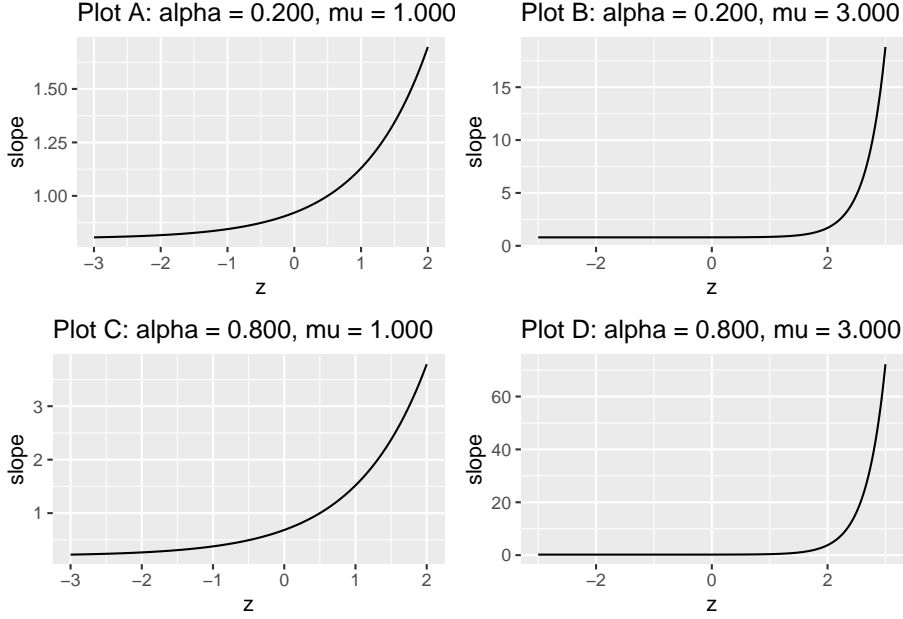 Plot A: alpha = 0.200, mu = 1.000
1.50
1.25
1.00
slope
−3 −2 −1 0 1 2
z
Plot B: alpha = 0.200, mu = 3.000
15
10
5
0
slope
−2 0 2
z
Plot C: alpha = 0.800, mu = 1.000
3
2
1
slope
−3 −2 −1 0 1 2
z
Plot D: alpha = 0.800, mu = 3.000
60
40
20
0
slope
−2 0 2
z